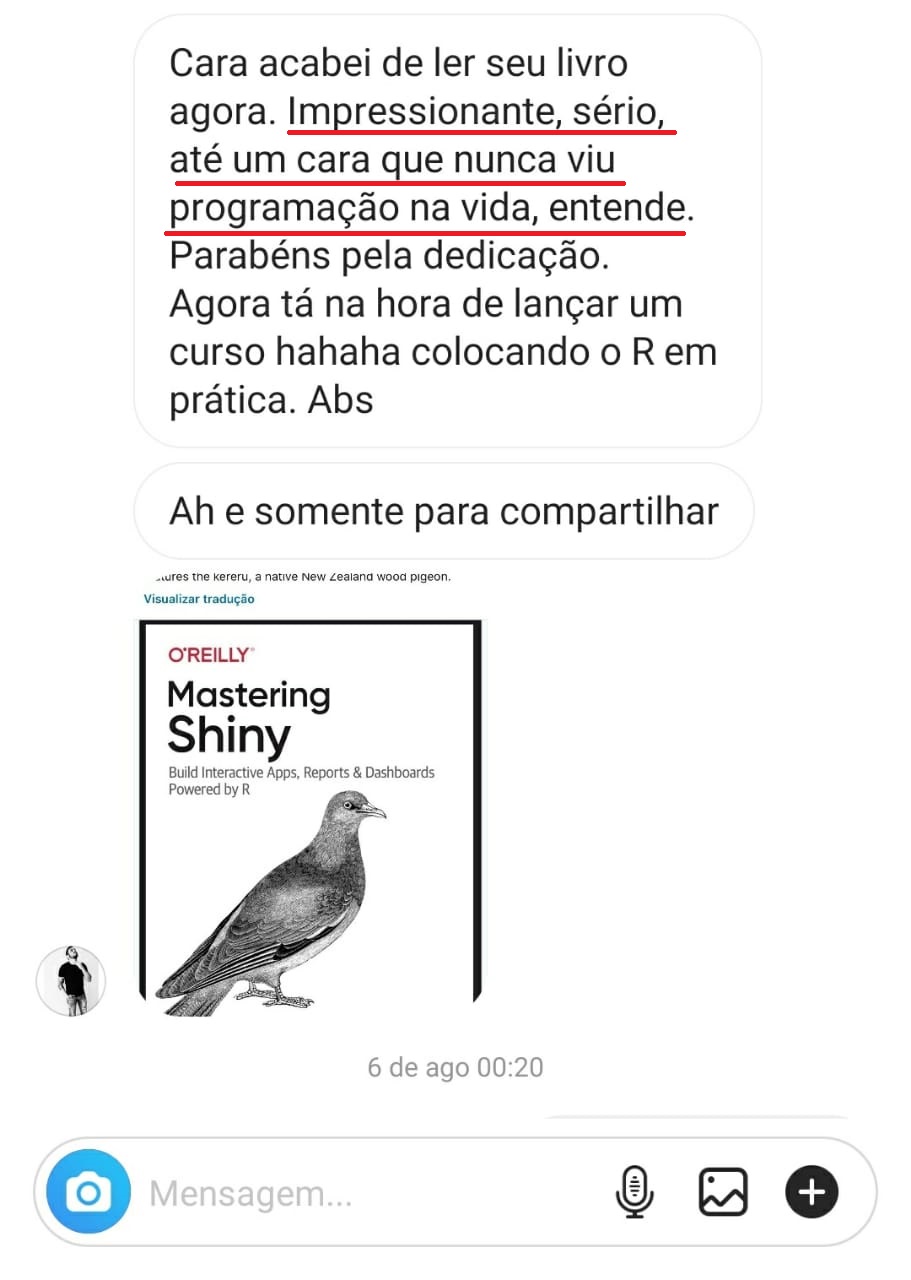 Cara acabei de ler seu livro
agora. Impressionante, sério,
até um cara que nunca viu
programação na vida, entende.
Parabéns pela dedicação.
Agora tá na hora de lançar um
curso hahaha colocando o R em
prática. Abs
Ah e somente para compartilhar
the kereru, a native New Zealand wood pigeon.
Visualizar tradução
O'REILLY®
Mastering
Shiny
Build Interactive Apps, Reports & Dashboards
Powered by R
6 de ago 00:20
Mensagem...